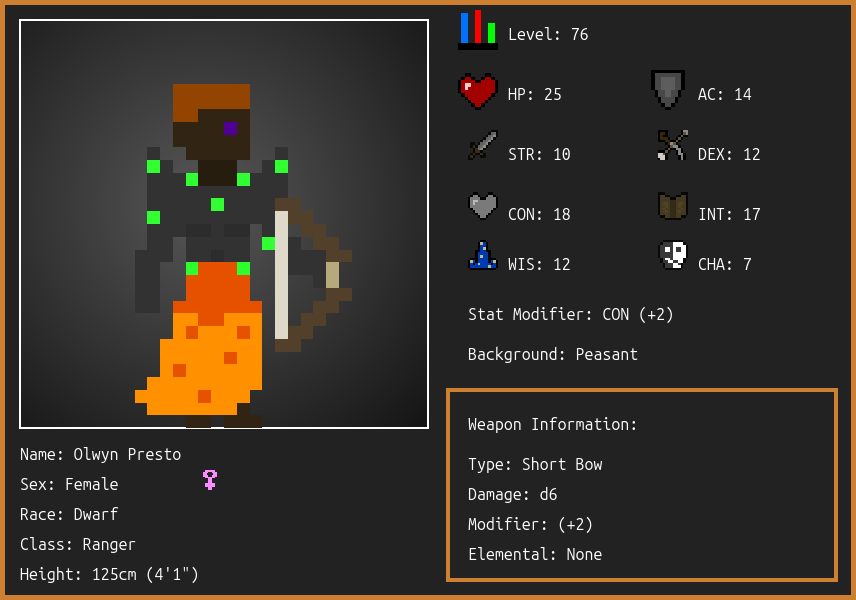 Level: 76
HP: 25
AC: 14
STR: 10
DEX: 12
CON: 18
INT: 17
WIS: 12
CHA: 7
Stat Modifier: CON (+2)
Background: Peasant
Weapon Information:
Type: Short Bow
Damage: d6
Modifier: (+2)
Elemental: None
Name: Olwyn Presto
Sex: Female
Race: Dwarf
Class: Ranger
Height: 125cm (4'1")